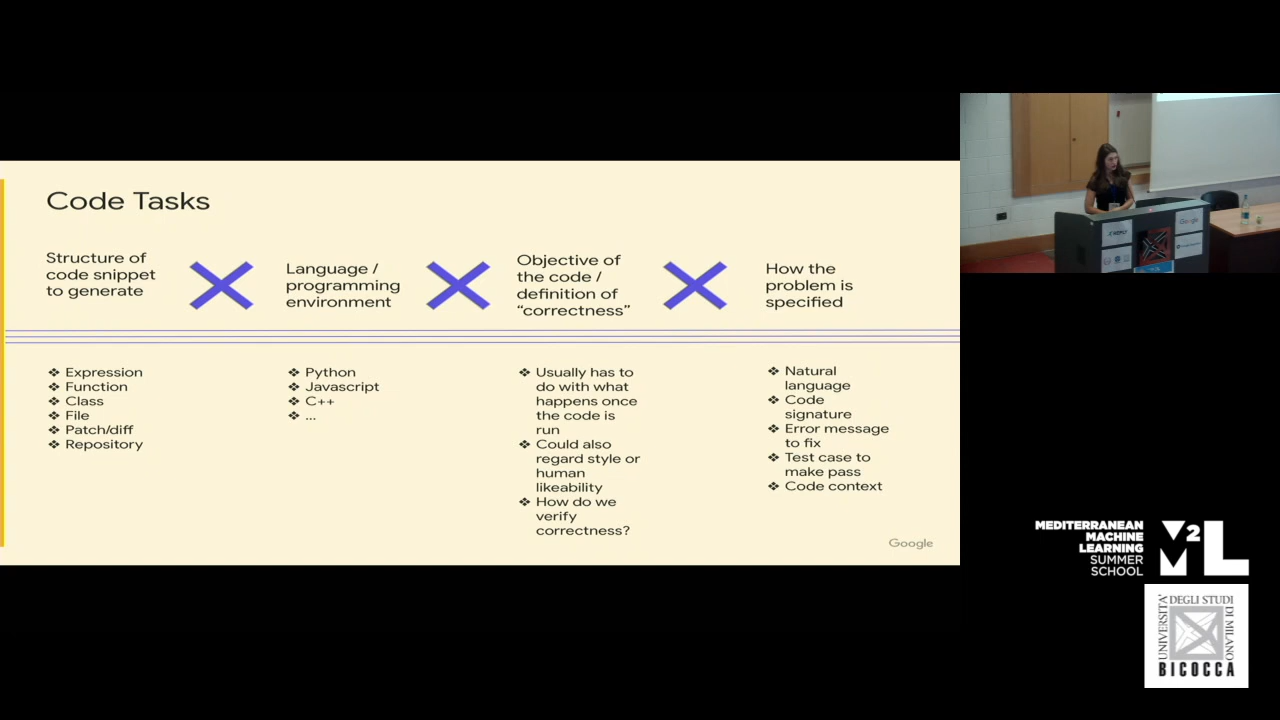 Code Tasks
Structure of
code snippet
to generate
Language /
programming
environment
Objective of
the code /
definition of
“correctness”
How the
problem is
specified
❖ Expression
❖ Function
❖ Class
❖ File
❖ Patch/diff
❖ Repository
❖ Python
❖ Javascript
❖ C++
❖ ...
❖ Usually has to
do with what
happens once
the code is
run
❖ Could also
regard style or
human
likeability
❖ How do we
verify
correctness?
❖ Natural
language
❖ Code
signature
❖ Error message
to fix
❖ Test case to
make pass
❖ Code context
Google
Google
MEDITERRANEAN
MACHINE
LEARNING
SUMMER
SCHOOL
M2L
UNIVERSITA'
DEGLI STUDI
DI MILANO
BICOCCA